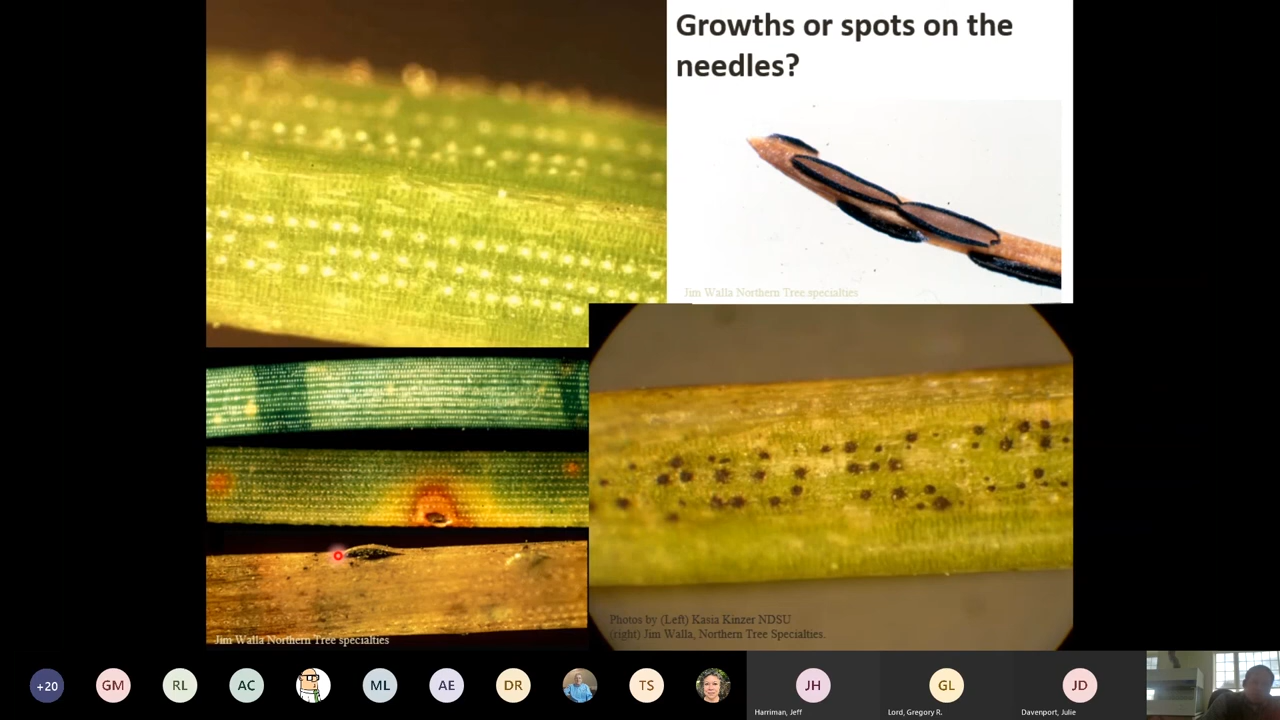 Growths or spots on the
needles?
Jim Walla Northern Tree specialties
Jim Walla Northern Tree specialties
Photos by (Left) Kasia Kinzer NDSU
(right) Jim Walla, Northern Tree Specialties.
+20
GM
RL
AC
ML
AE
DR
TS
JH
GL
JD
Harriman, Jeff
Lord, Gregory R.
Davenport, Julie